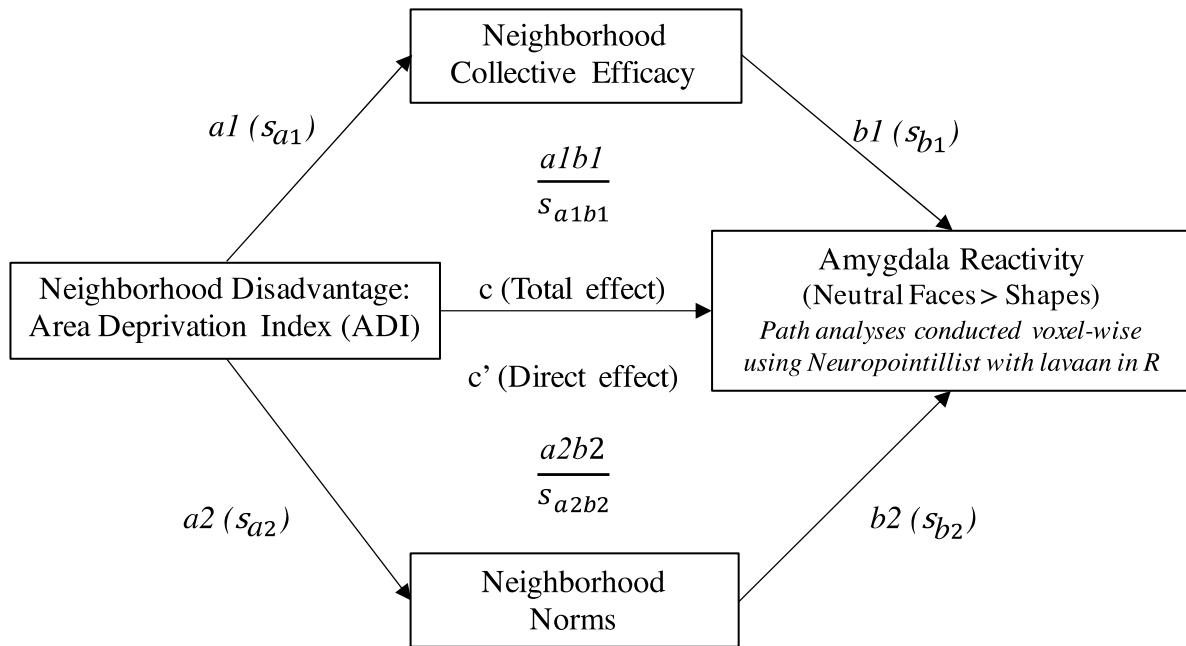 Neighborhood
Collective Efficacy
a1 (sa1)
b1 (sb1)
a1b1
sa1b1
Neighborhood Disadvantage:
Area Deprivation Index (ADI)
c (Total effect)
c’ (Direct effect)
Amygdala Reactivity
(Neutral Faces > Shapes)
Path analyses conducted voxel-wise
using Neuropointillist with lavaan in R
a2b2
sa2b2
a2 (sa2)
b2 (sb2)
Neighborhood
Norms